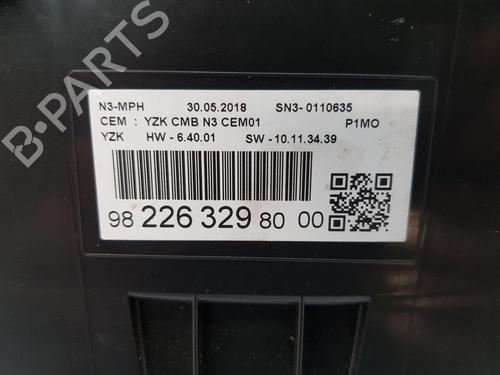 N3-MPH 30.05.2018 SN3- 0110635
CEM : YZK CMB N3 CEM01 P1MO
YZK HW - 6.40.01 SW - 10.11.34.39
98 226 329 80 00
B-PARTS